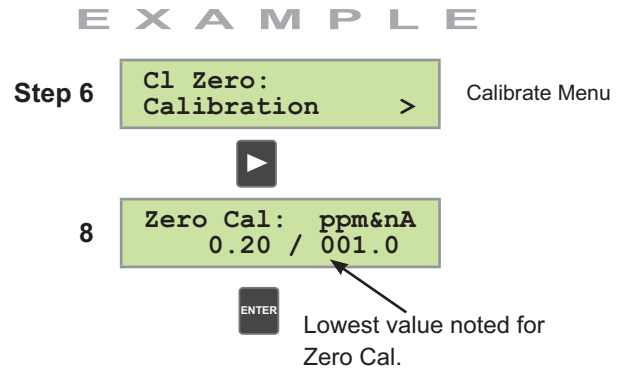 EXAMPLE
Step 6
Cl Zero:
Calibration >
Calibrate Menu
8
Zero Cal: ppm&nA
0.20 / 001.0
ENTER
Lowest value noted for
Zero Cal.